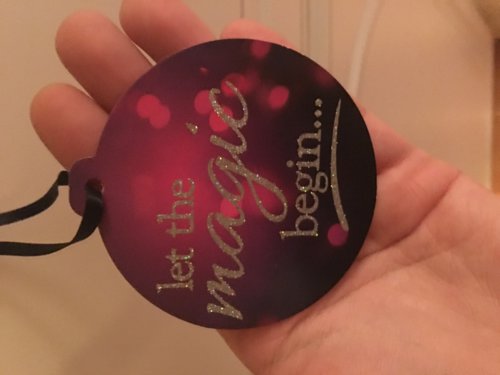 let the
magic
begin...